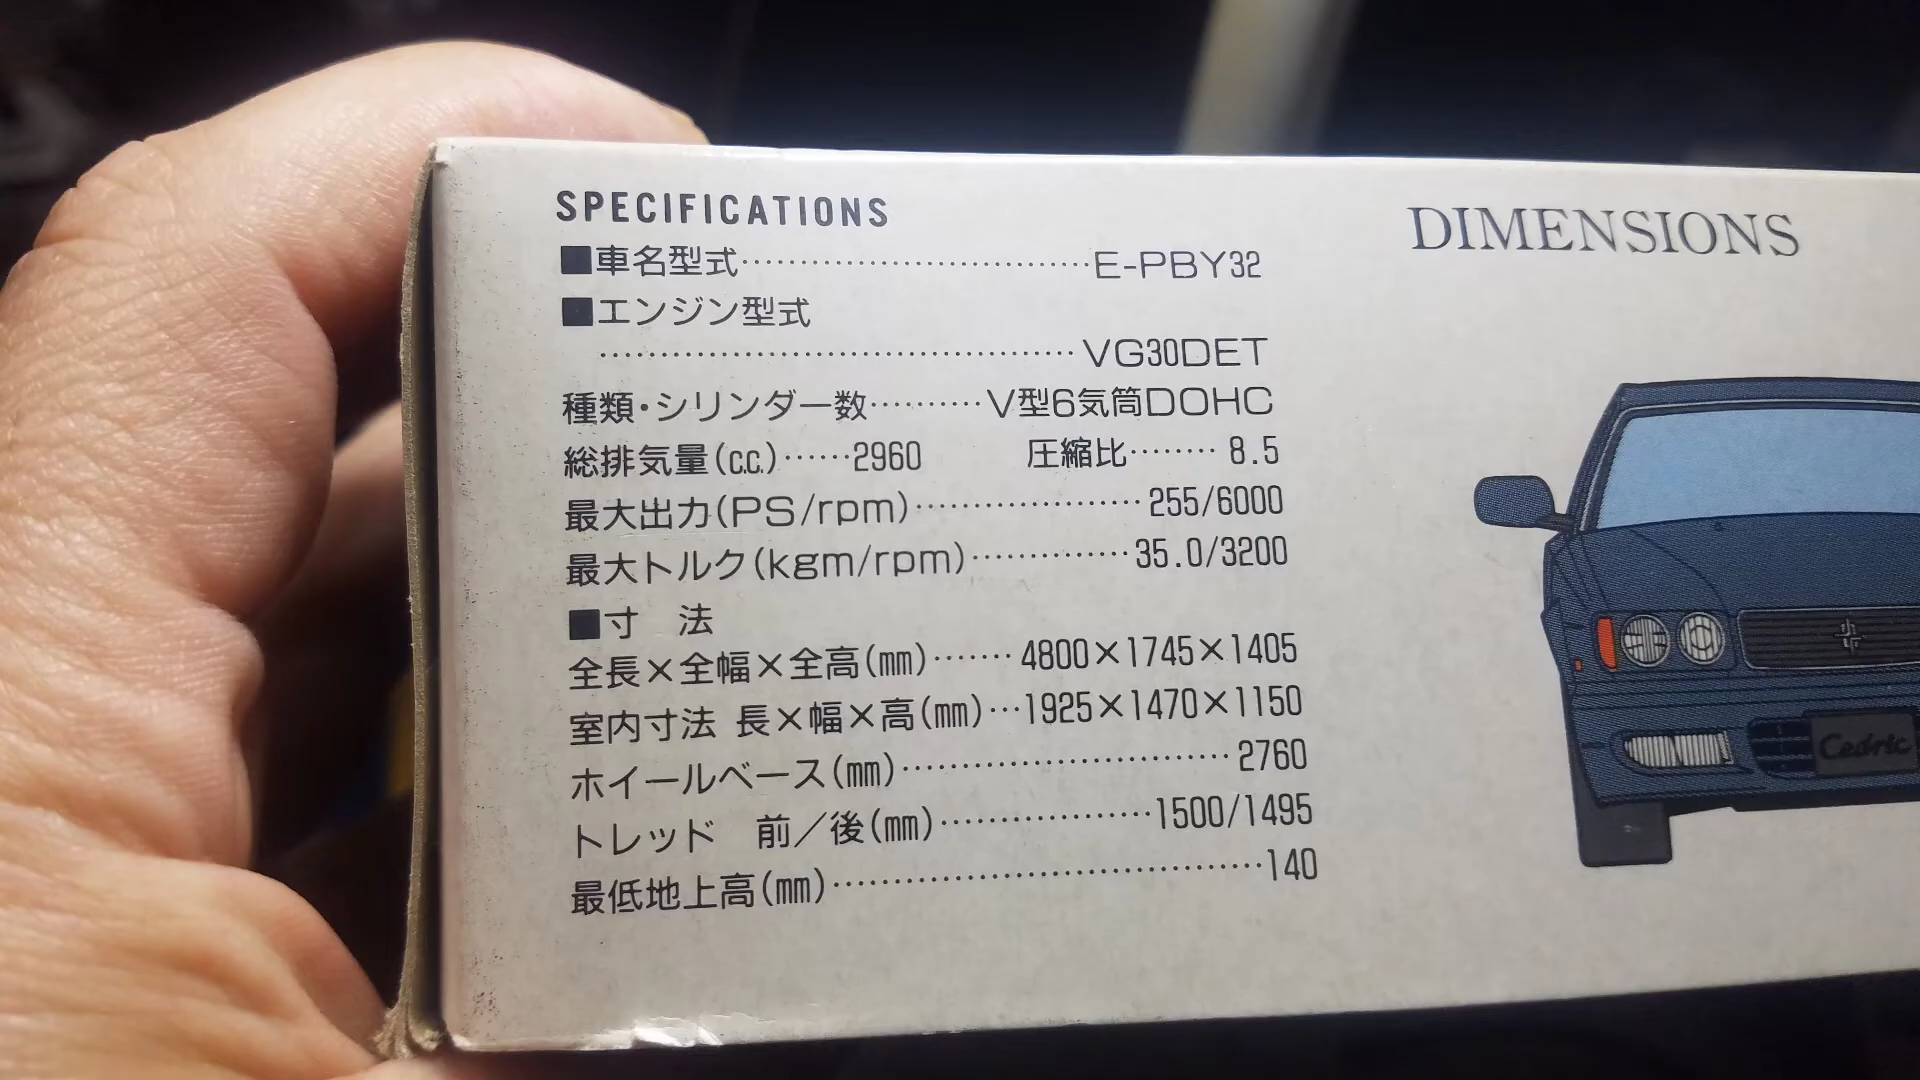 SPECIFICATIONS
■車名型式……………………………E-PBY32
■エンジン型式
……………………………………VG30DET
種類・シリンダー数………V型6気筒DOHC
総排気量(c.c.)……2960 圧縮比……… 8.5
最大出力(PS/rpm)…………………255/6000
最大トルク(kgm/rpm)……………35.0/3200
■寸 法
全長×全幅×全高(mm)……4800×1745×1405
室内寸法 長×幅×高(mm)…1925×1470×1150
ホイールベース(mm)…………………………2760
トレッド 前／後(mm)………………1500/1495
最低地上高(mm)…………………………………140
DIMENSIONS
Cedric